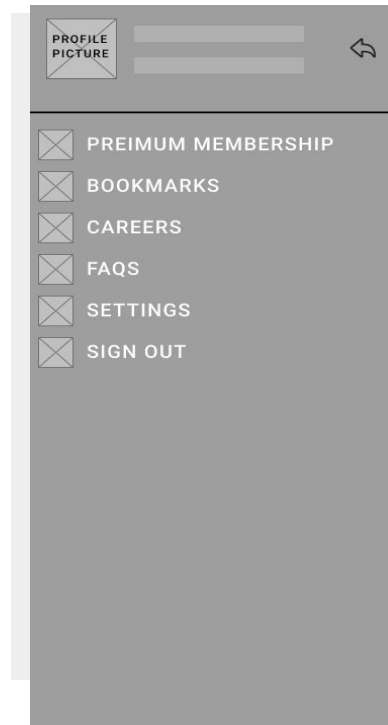 PROFILE
PICTURE
PREIMUM MEMBERSHIP
BOOKMARKS
CAREERS
FAQS
SETTINGS
SIGN OUT